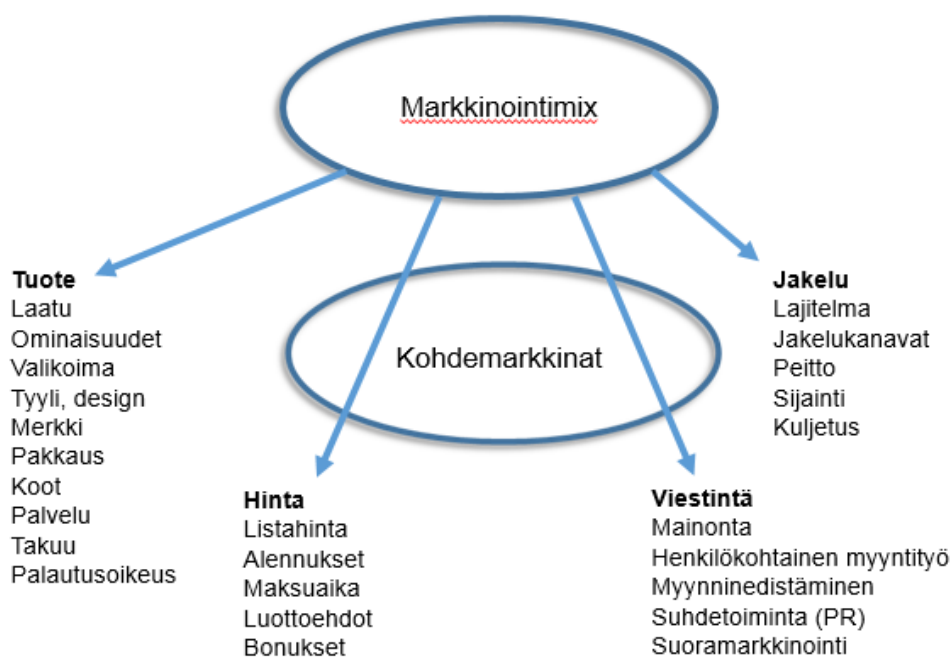 Markkinointimix
Kohdemarkkinat
Tuote
Laatu
Ominaisuudet
Valikoima
Tyyli, design
Merkki
Pakkaus
Koot
Palvelu
Takuu
Palautusoikeus
Hinta
Listahinta
Alennukset
Maksuaika
Luottoehdot
Bonukset
Viestintä
Mainonta
Henkilökohtainen myyntityö
Myynninedistäminen
Suhdetoiminta (PR)
Suoramarkkinointi
Jakelu
Lajitelma
Jakelukanavat
Peitto
Sijainti
Kuljetus